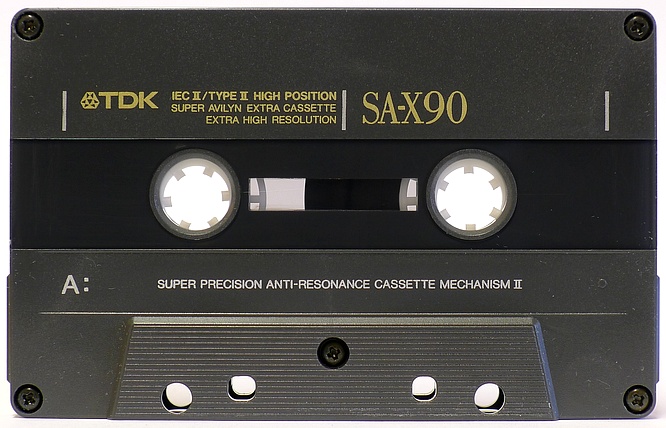 TDK
IEC II/TYPE II HIGH POSITION
SUPER AVILYN EXTRA CASSETTE
EXTRA HIGH RESOLUTION
SA-X90
A:
SUPER PRECISION ANTI-RESONANCE CASSETTE MECHANISM II